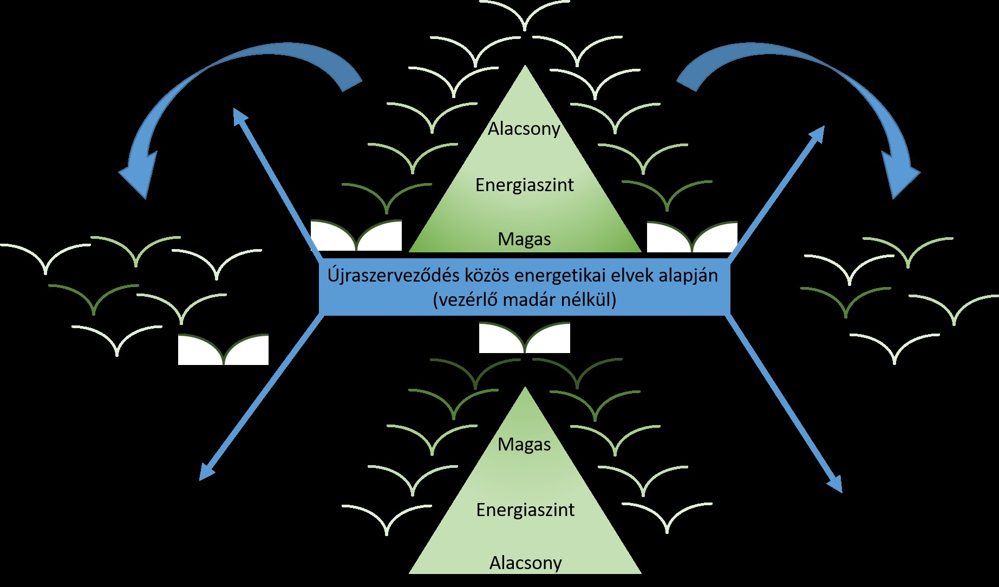 Alacsony
Energiaszint
Magas
Újraszerveződés közös energetikai elvek alapján
(vezérlő madár nélkül)
Magas
Energiaszint
Alacsony